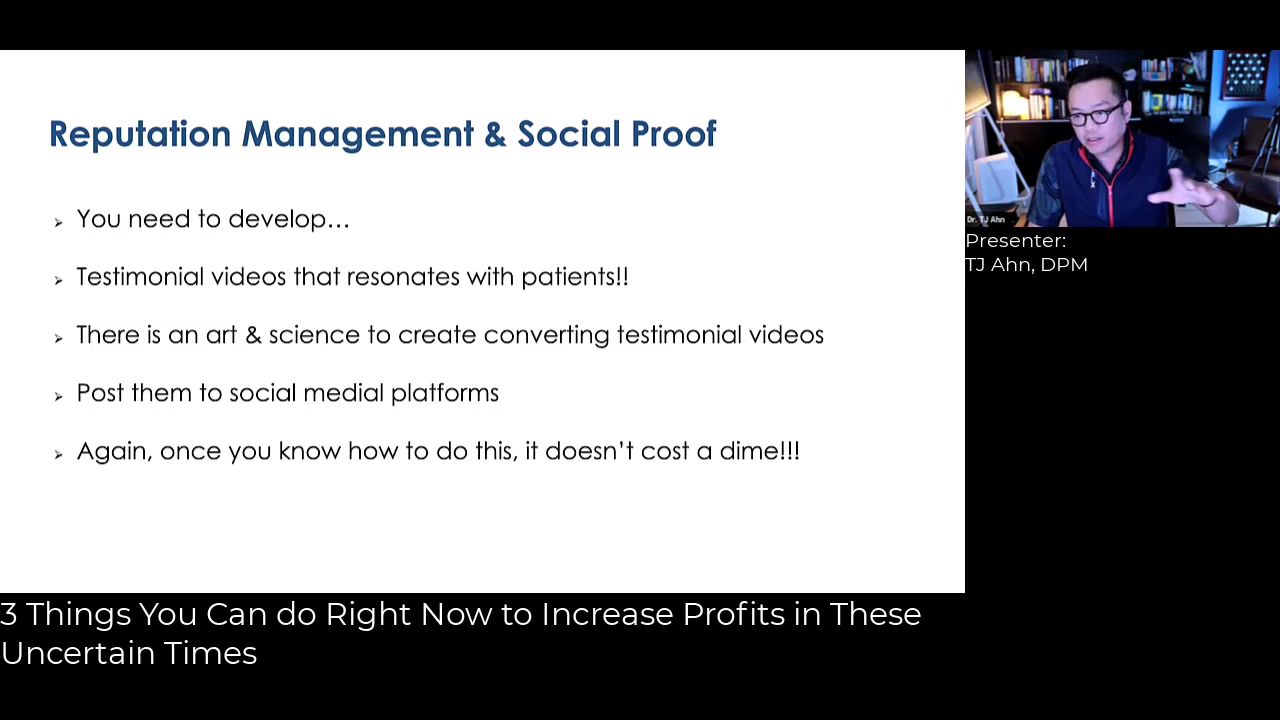 Reputation Management & Social Proof
➢ You need to develop…
➢ Testimonial videos that resonates with patients!!
➢ There is an art & science to create converting testimonial videos
➢ Post them to social medial platforms
➢ Again, once you know how to do this, it doesn’t cost a dime!!!
Dr. TJ Ahn
Presenter:
TJ Ahn, DPM
3 Things You Can do Right Now to Increase Profits in These
Uncertain Times